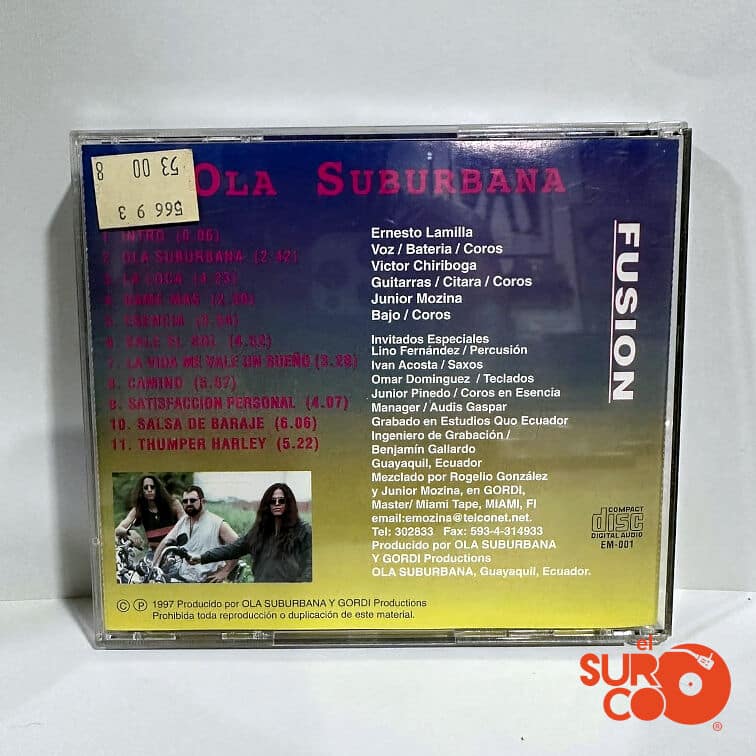 53 00 8
566 9 3
OLA SUBURBANA
FUSION
1. INTRO (0.06)
2. OLA SUBURBANA (2.42)
3. LA LOCA (4.23)
4. DAME MAS
5. ESENCIA
6. SALE EL SOL
7. LA VIDA ME VALE UN SUEÑO (3.28)
8. CAMINO (5.07)
9. SATISFACCION PERSONAL (4.07)
10. SALSA DE BARAJE (6.06)
11. THUMPER HARLEY (5.22)
Ernesto Lamilla
Voz / Bateria / Coros
Victor Chiriboga
Guitarras / Citara / Coros
Junior Mozina
Bajo / Coros
Invitados Especiales
Lino Fernández / Percusión
Ivan Acosta / Saxos
Omar Dominguez / Teclados
Junior Pinedo / Coros en Esencia
Manager / Audis Gaspar
Grabado en Estudios Quo Ecuador
Ingeniero de Grabación /
Benjamín Gallardo
Guayaquil, Ecuador
Mezclado por Rogelio González
y Junior Mozina, en GORDI,
Master/ Miami Tape, MIAMI, Fl
email:emozina@telconet.net.
Tel: 302833 Fax: 593-4-314933
Producido por OLA SUBURBANA
Y GORDI Productions
OLA SUBURBANA, Guayaquil, Ecuador.
COMPACT
disc
DIGITAL AUDIO
EM-001
© ℗ 1997 Producido por OLA SUBURBANA Y GORDI Productions
Prohibida toda reproducción o duplicación de este material.
el
SURCO®